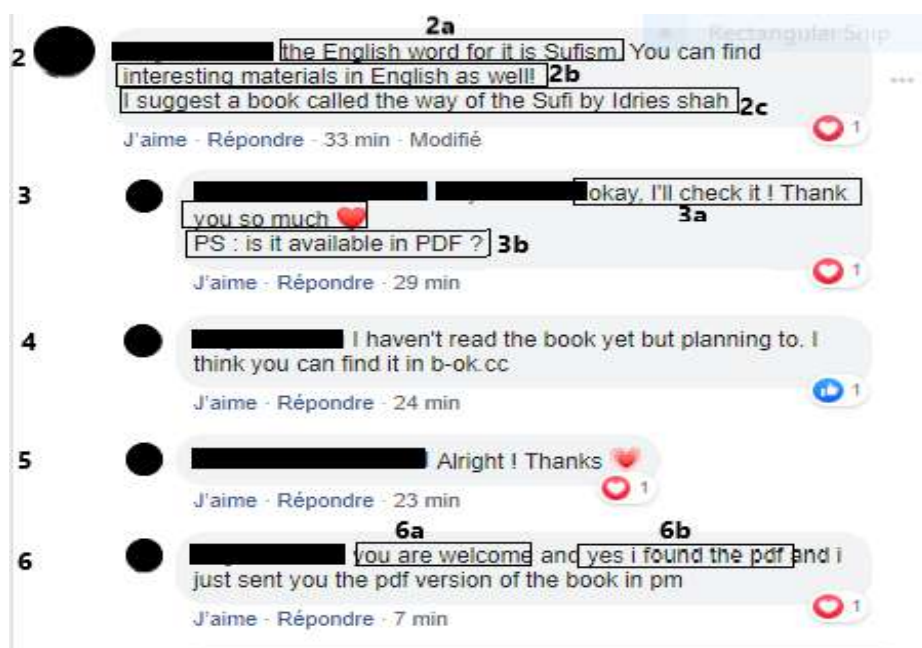 2a
Rectangular Snip
2 the English word for it is Sufism. You can find
interesting materials in English as well! 2b
I suggest a book called the way of the Sufi by Idries shah 2c
1
J'aime · Répondre · 33 min · Modifié
3 okay, I'll check it ! Thank
you so much 3a
PS : is it available in PDF ? 3b
1
J'aime · Répondre · 29 min
4 I haven't read the book yet but planning to. I
think you can find it in b-ok.cc
1
J'aime · Répondre · 24 min
5 Alright ! Thanks
1
J'aime · Répondre · 23 min
6a 6b
6 you are welcome and yes i found the pdf and i
just sent you the pdf version of the book in pm
1
J'aime · Répondre · 7 min